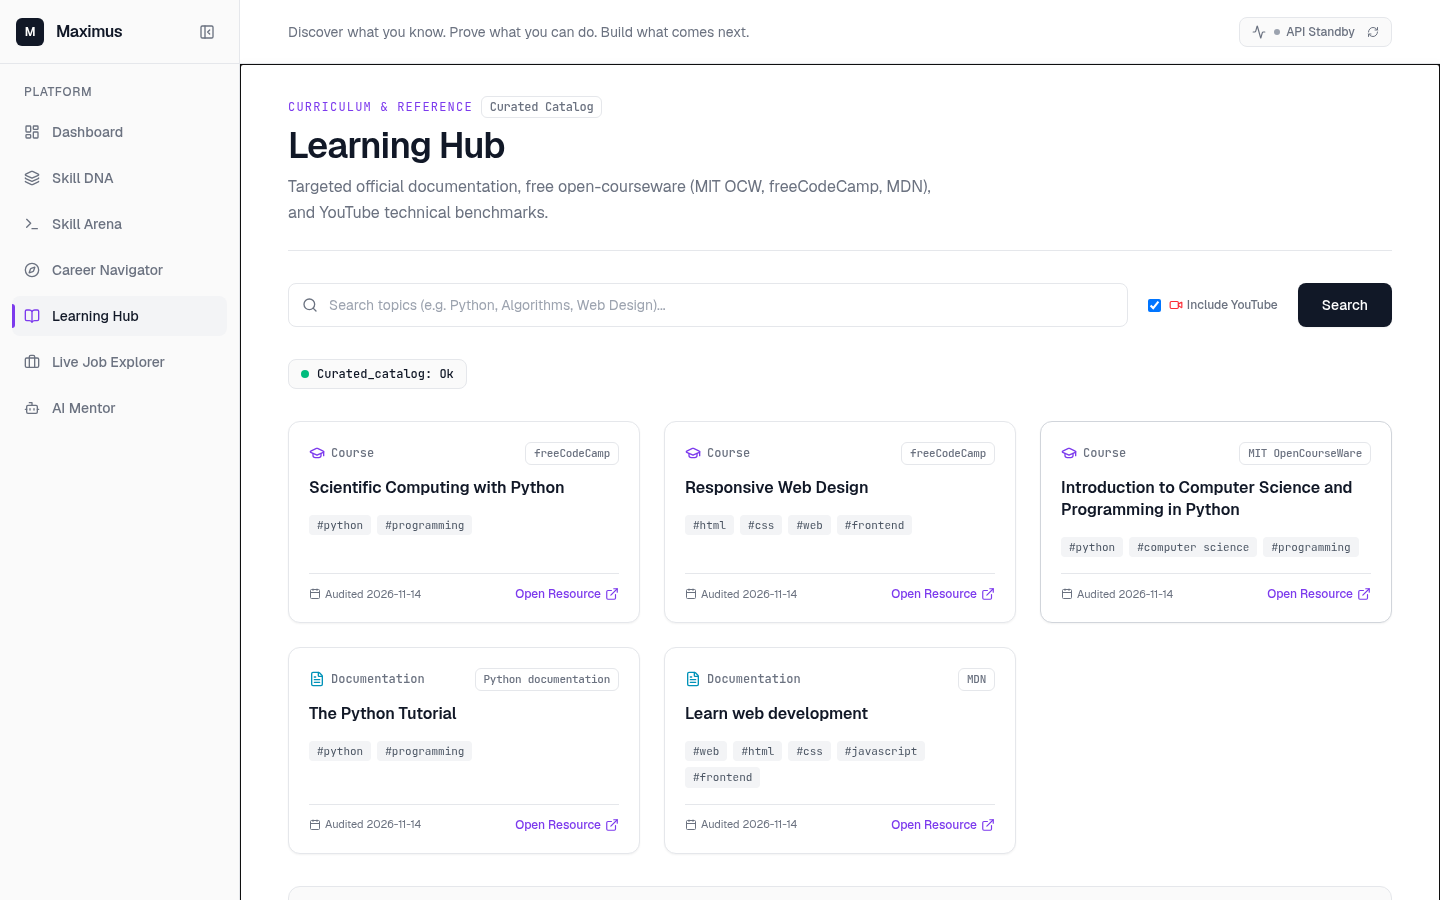 M
Maximus
Discover what you know. Prove what you can do. Build what comes next.
API Standby
PLATFORM
Dashboard
Skill DNA
Skill Arena
Career Navigator
Learning Hub
Live Job Explorer
AI Mentor
CURRICULUM & REFERENCE
Curated Catalog
Learning Hub
Targeted official documentation, free open-courseware (MIT OCW, freeCodeCamp, MDN),
and YouTube technical benchmarks.
Search topics (e.g. Python, Algorithms, Web Design)...
Include YouTube
Search
Curated_catalog: Ok
Course
freeCodeCamp
Scientific Computing with Python
#python #programming
Audited 2026-11-14
Open Resource
Course
freeCodeCamp
Responsive Web Design
#html #css #web #frontend
Audited 2026-11-14
Open Resource
Course
MIT OpenCourseWare
Introduction to Computer Science and
Programming in Python
#python #computer science #programming
Audited 2026-11-14
Open Resource
Documentation
Python documentation
The Python Tutorial
#python #programming
Audited 2026-11-14
Open Resource
Documentation
MDN
Learn web development
#web #html #css #javascript
#frontend
Audited 2026-11-14
Open Resource